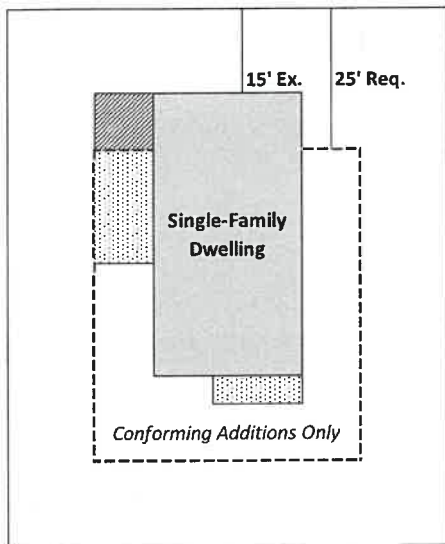 15' Ex. 25' Req.
Single-Family
Dwelling
Conforming Additions Only